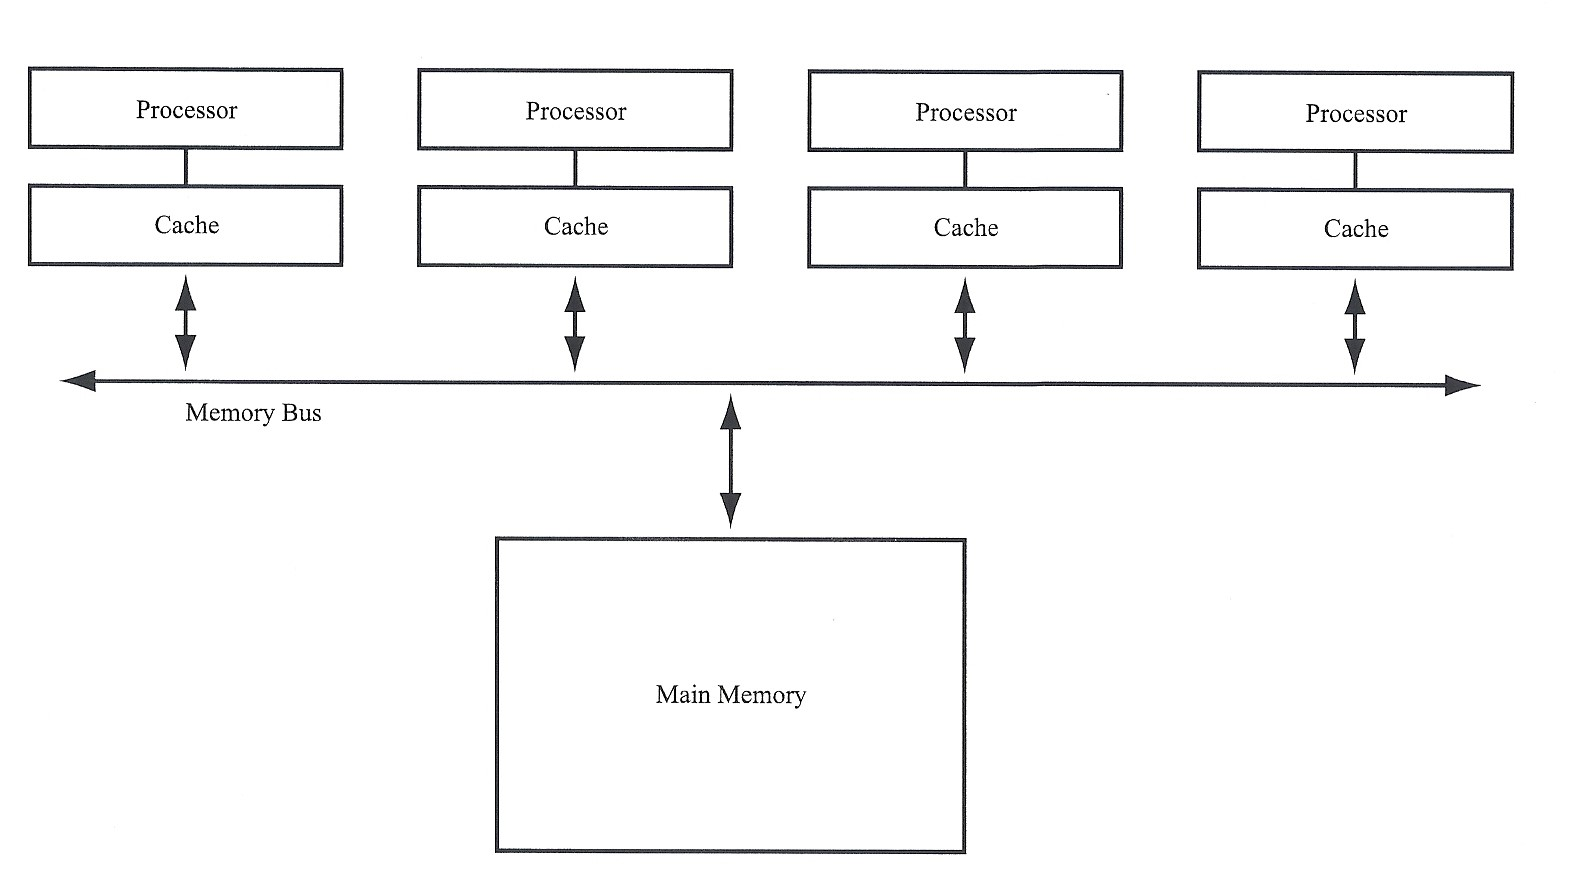 Processor
Processor
Processor
Processor
Cache
Cache
Cache
Cache
Memory Bus
Main Memory